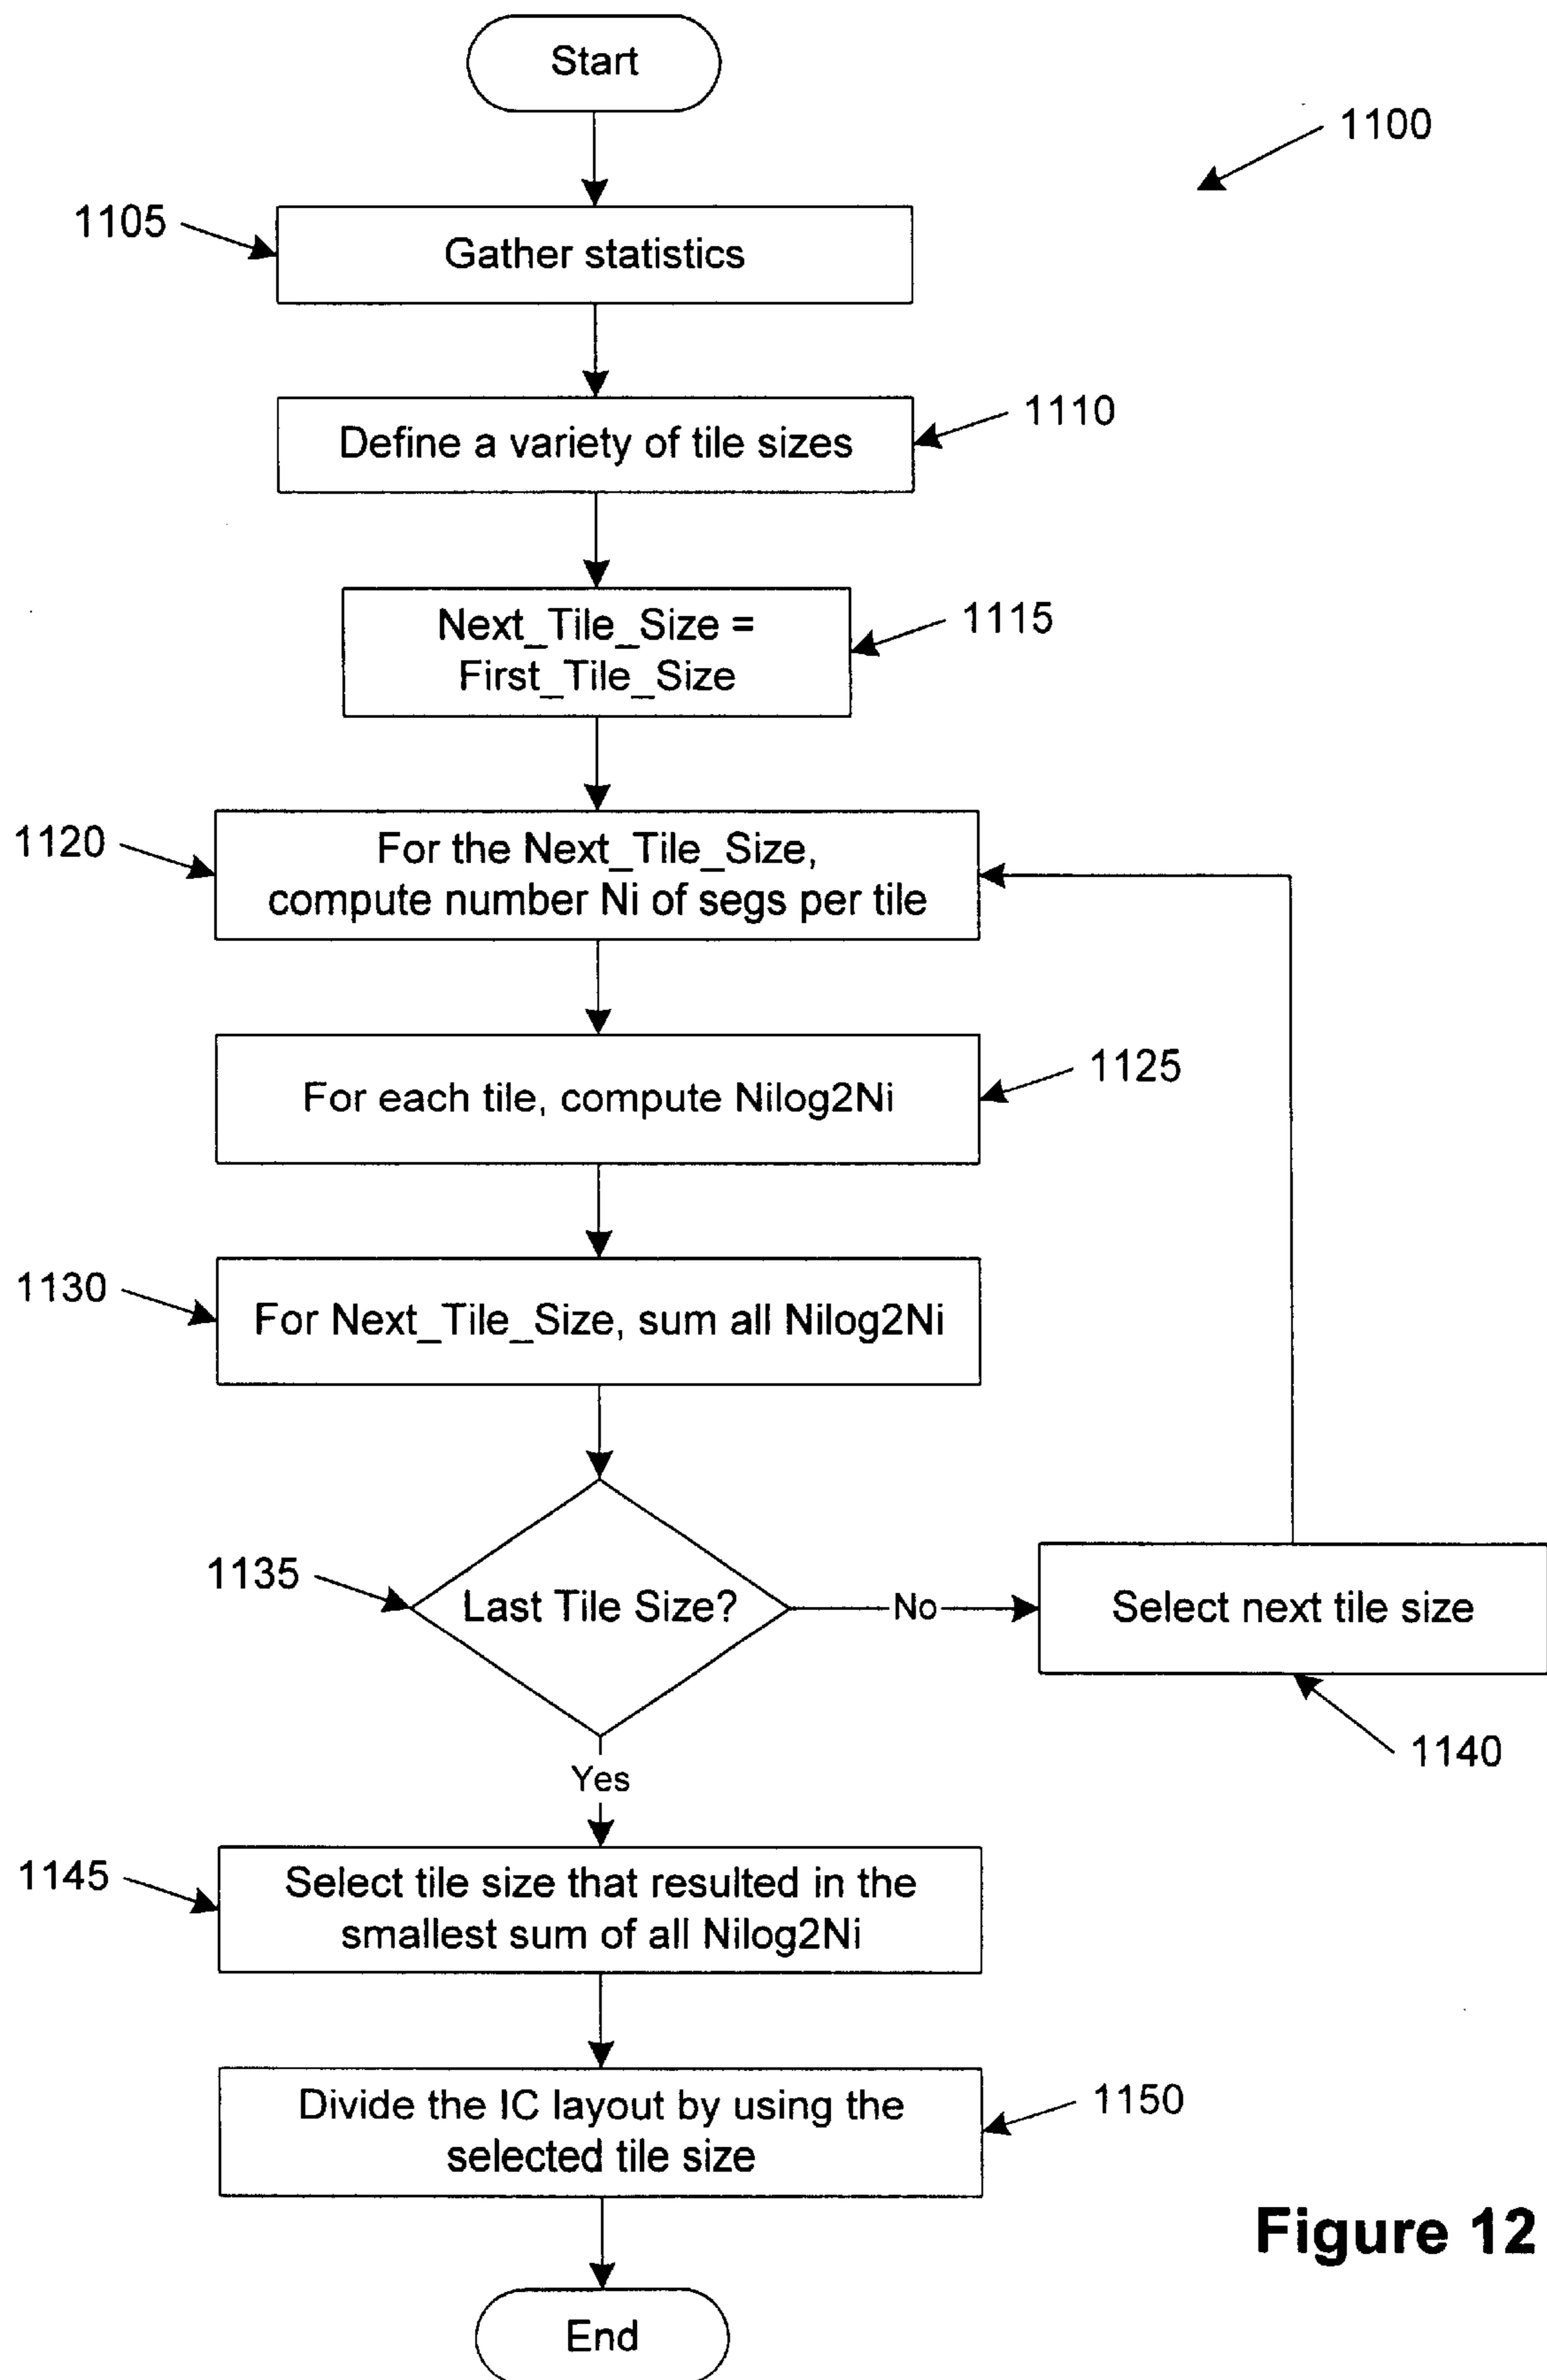 Start
1100
1105
Gather statistics
1110
Define a variety of tile sizes
1115
Next_Tile_Size =
First_Tile_Size
1120
For the Next_Tile_Size,
compute number Ni of segs per tile
1125
For each tile, compute Nilog2Ni
1130
For Next_Tile_Size, sum all Nilog2Ni
1135
Last Tile Size?
No
Select next tile size
1140
Yes
1145
Select tile size that resulted in the
smallest sum of all Nilog2Ni
1150
Divide the IC layout by using the
selected tile size
Figure 12
End